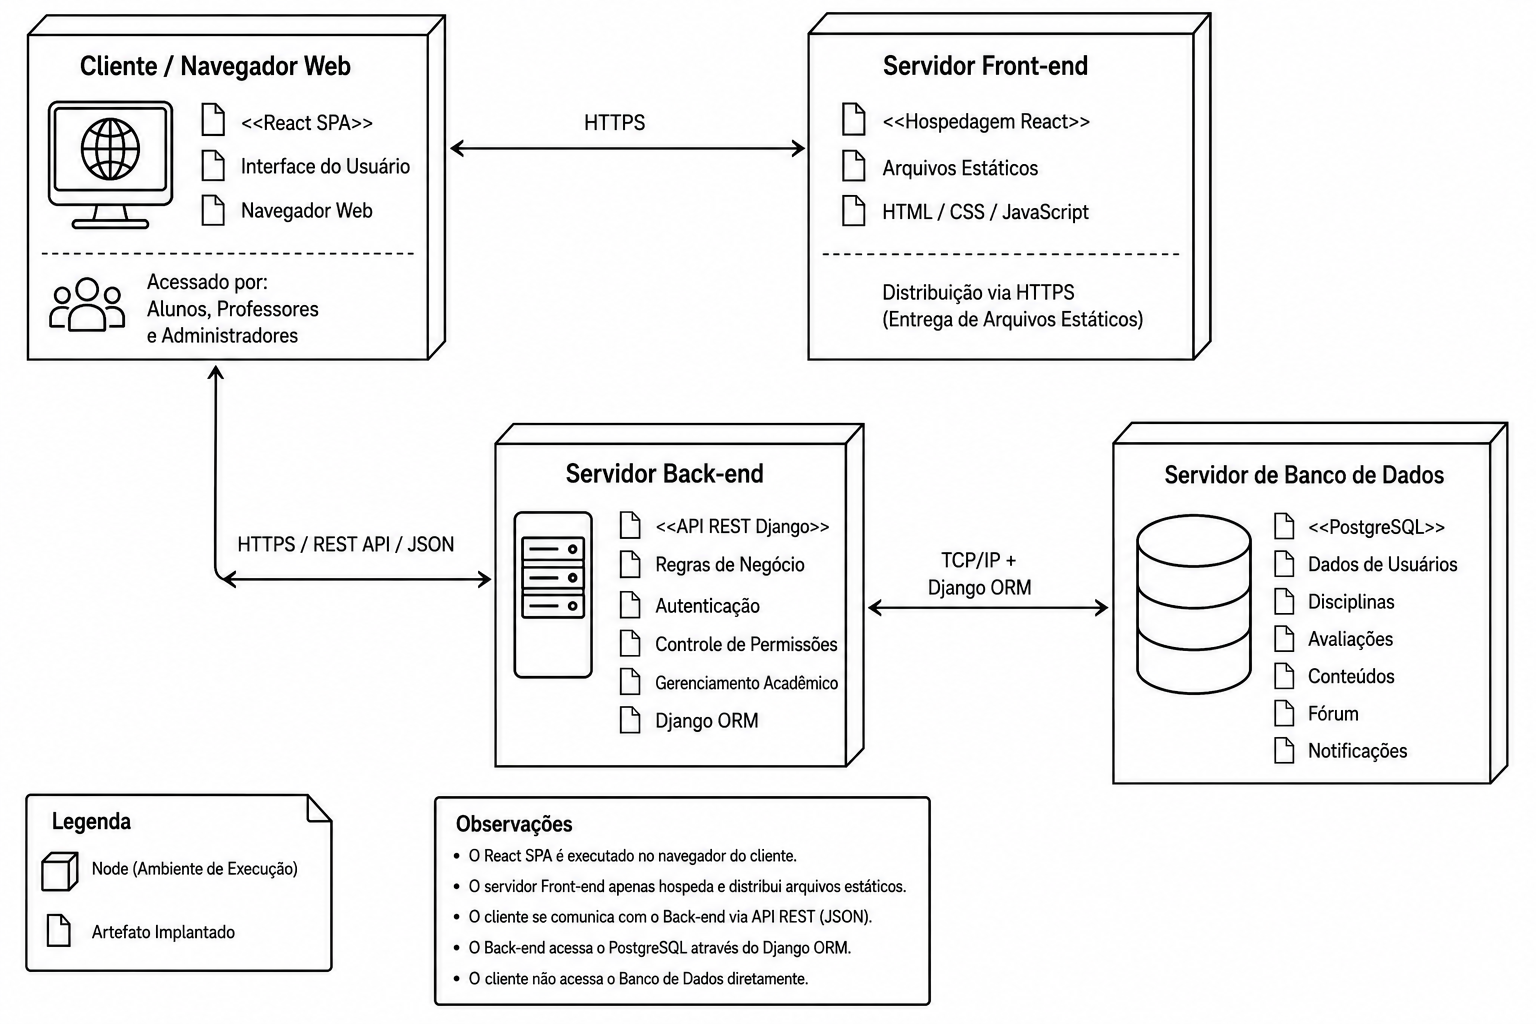 Cliente / Navegador Web
<<React SPA>>
Interface do Usuário
Navegador Web
Acessado por:
Alunos, Professores
e Administradores
HTTPS
Servidor Front-end
<<Hospedagem React>>
Arquivos Estáticos
HTML / CSS / JavaScript
Distribuição via HTTPS
(Entrega de Arquivos Estáticos)
HTTPS / REST API / JSON
Servidor Back-end
<<API REST Django>>
Regras de Negócio
Autenticação
Controle de Permissões
Gerenciamento Acadêmico
Django ORM
TCP/IP +
Django ORM
Servidor de Banco de Dados
<<PostgreSQL>>
Dados de Usuários
Disciplinas
Avaliações
Conteúdos
Fórum
Notificações
Legenda
Node (Ambiente de Execução)
Artefato Implantado
Observações
• O React SPA é executado no navegador do cliente.
• O servidor Front-end apenas hospeda e distribui arquivos estáticos.
• O cliente se comunica com o Back-end via API REST (JSON).
• O Back-end acessa o PostgreSQL através do Django ORM.
• O cliente não acessa o Banco de Dados diretamente.